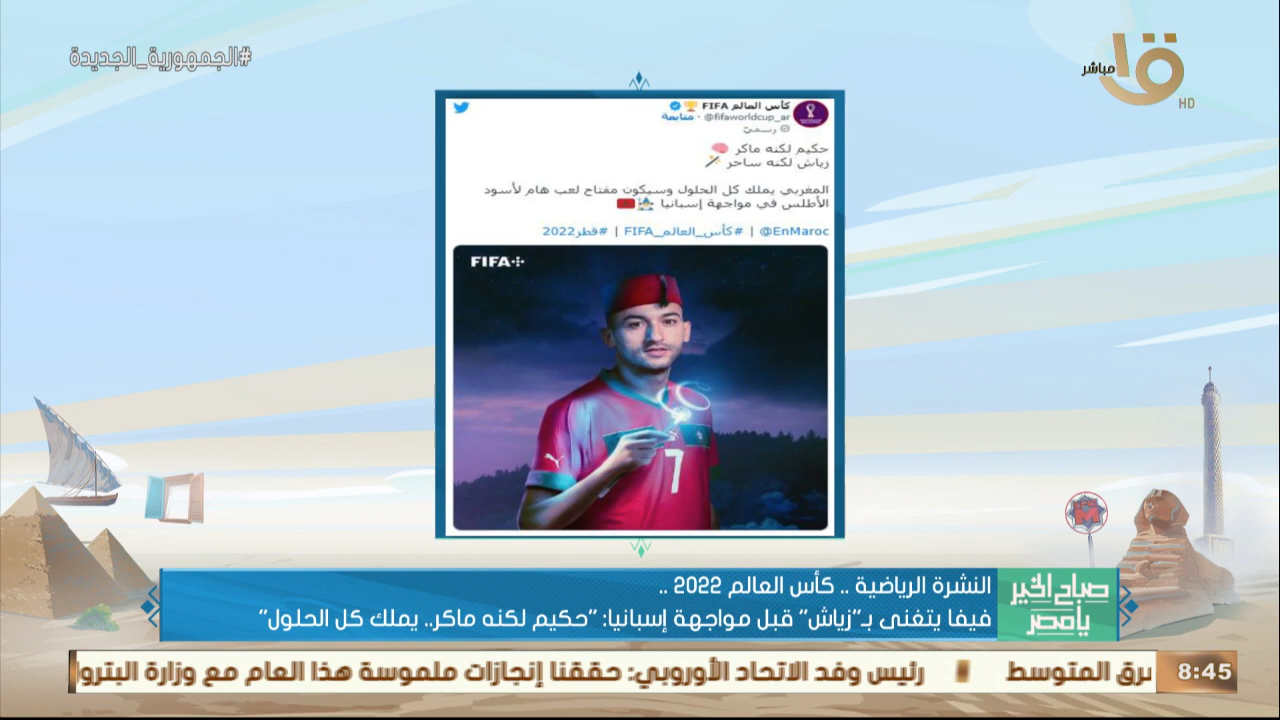 #الجمهورية_الجديدة
ق1
مباشر
HD
كأس العالم FIFA 🏆
@fifaworldcup_ar · متابعة
رسميّ
حكيم لكنه ماكر 🧠
زياش لكنه ساحر 🪄
المغربي يملك كل الحلول وسيكون مفتاح لعب هام لأسود
الأطلس في مواجهة إسبانيا
@EnMaroc | #كأس_العالم_FIFA | #قطر2022
FIFA+
7
M
صباح الخير
يا مصر
النشرة الرياضية .. كأس العالم 2022 ..
فيفا يتغنى بـ"زياش" قبل مواجهة إسبانيا: "حكيم لكنه ماكر.. يملك كل الحلول"
8:45
برق المتوسط
رئيس وفد الاتحاد الأوروبي: حققنا إنجازات ملموسة هذا العام مع وزارة البترو